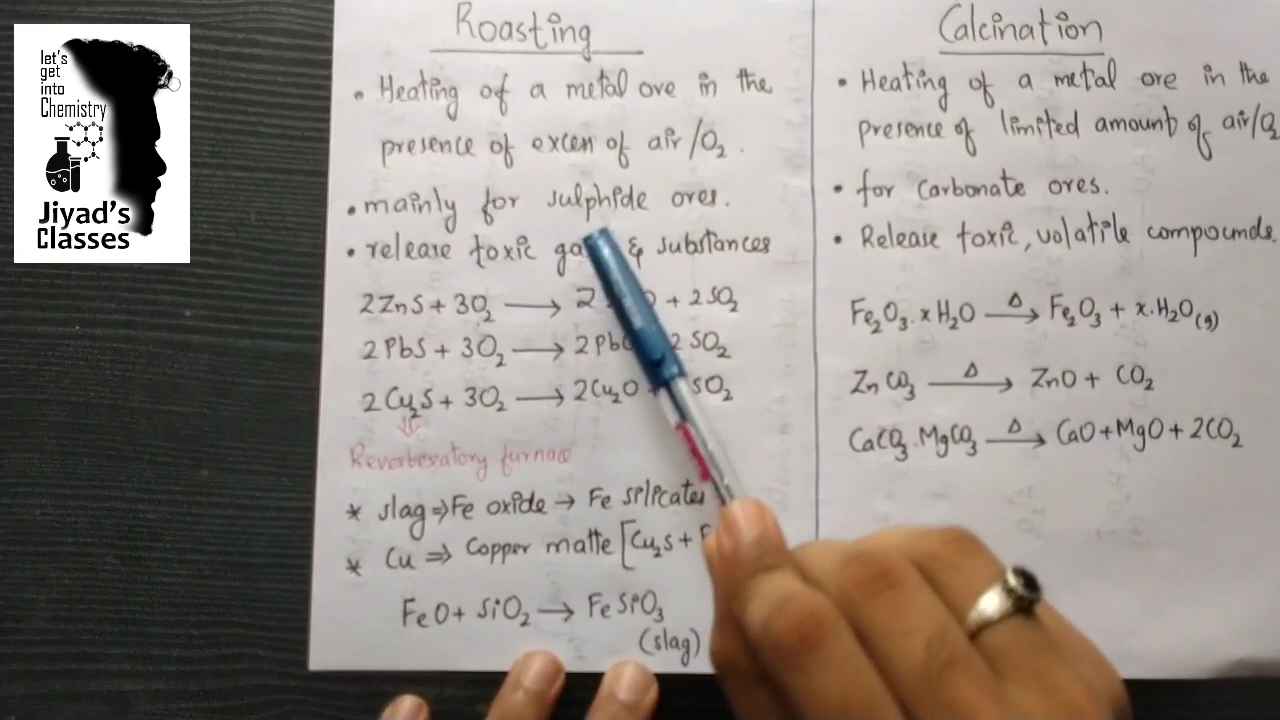 let's
get
into
Chemistry
Jiyad's
Classes
Roasting
• Heating of a metal ore in the
presence of excess of air/O₂.
• mainly for sulphide ores.
• release toxic & substances
2ZnS + 3O₂ ⟶ 2 + 2SO₂
2PbS + 3O₂ ⟶ 2Pb 2SO₂
2Cu₂S + 3O₂ ⟶ 2Cu₂O SO₂
Reverberatory furnace
* slag ⇒ Fe oxide → Fe silicates
* Cu ⇒ Copper matte [Cu₂S +
FeO + SiO₂ ⟶ FeSiO₃
(slag)
Calcination
• Heating of a metal ore in the
presence of limited amount of air/O₂
• for Carbonate ores.
• Release toxic, volatile compounds.
Fe₂O₃.xH₂O —Δ→ Fe₂O₃ + x.H₂O(g)
ZnCO₃ —Δ→ ZnO + CO₂
CaCO₃.MgCO₃ —Δ→ CaO+MgO+2CO₂